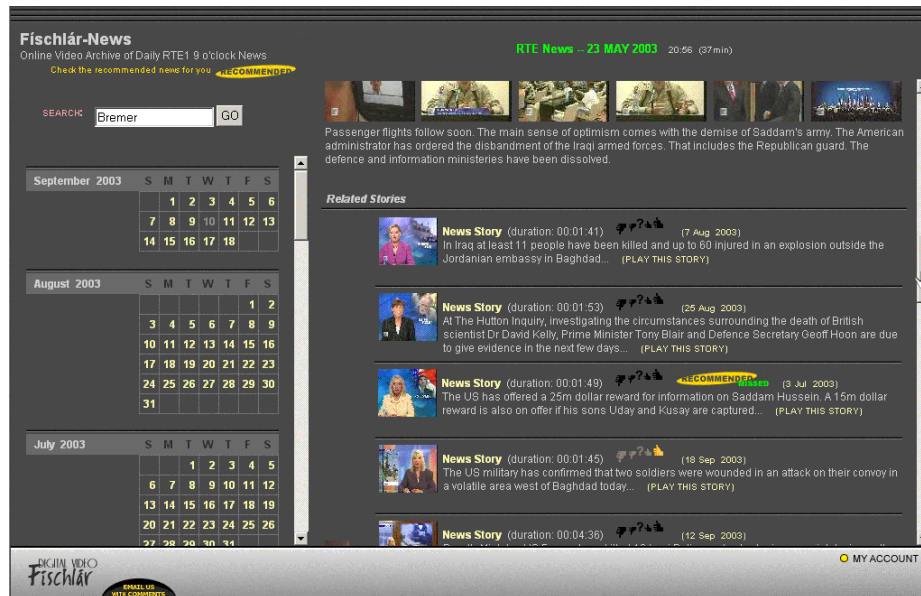 Físchlár-News
Online Video Archive of Daily RTE1 9 o'clock News
Check the recommended news for you RECOMMENDED
RTE News -- 23 MAY 2003 20:56 (37min)
SEARCH: Bremer GO
Passenger flights follow soon. The main sense of optimism comes with the demise of Saddam's army. The American
administrator has ordered the disbandment of the Iraqi armed forces. That includes the Republican guard. The
defence and information ministeries have been dissolved.
September 2003 S M T W T F S
1 2 3 4 5 6
7 8 9 10 11 12 13
14 15 16 17 18
August 2003 S M T W T F S
1 2
3 4 5 6 7 8 9
10 11 12 13 14 15 16
17 18 19 20 21 22 23
24 25 26 27 28 29 30
31
July 2003 S M T W T F S
1 2 3 4 5
6 7 8 9 10 11 12
13 14 15 16 17 18 19
20 21 22 23 24 25 26
27 28 29 30 31
Related Stories
News Story (duration: 00:01:41) (7 Aug 2003)
In Iraq at least 11 people have been killed and up to 60 injured in an explosion outside the
Jordanian embassy in Baghdad... (PLAY THIS STORY)
News Story (duration: 00:01:53) (25 Aug 2003)
At The Hutton Inquiry, investigating the circumstances surrounding the death of British
scientist Dr David Kelly, Prime Minister Tony Blair and Defence Secretary Geoff Hoon are due
to give evidence in the next few days... (PLAY THIS STORY)
News Story (duration: 00:01:49) RECOMMENDED MISSED (3 Jul 2003)
The US has offered a 25m dollar reward for information on Saddam Hussein. A 15m dollar
reward is also on offer if his sons Uday and Kusay are captured... (PLAY THIS STORY)
News Story (duration: 00:01:45) (18 Sep 2003)
The US military has confirmed that two soldiers were wounded in an attack on their convoy in
a volatile area west of Baghdad today... (PLAY THIS STORY)
News Story (duration: 00:04:36) (12 Sep 2003)
DIGITAL VIDEO
Físchlár
EMAIL US
WITH COMMENTS
MY ACCOUNT